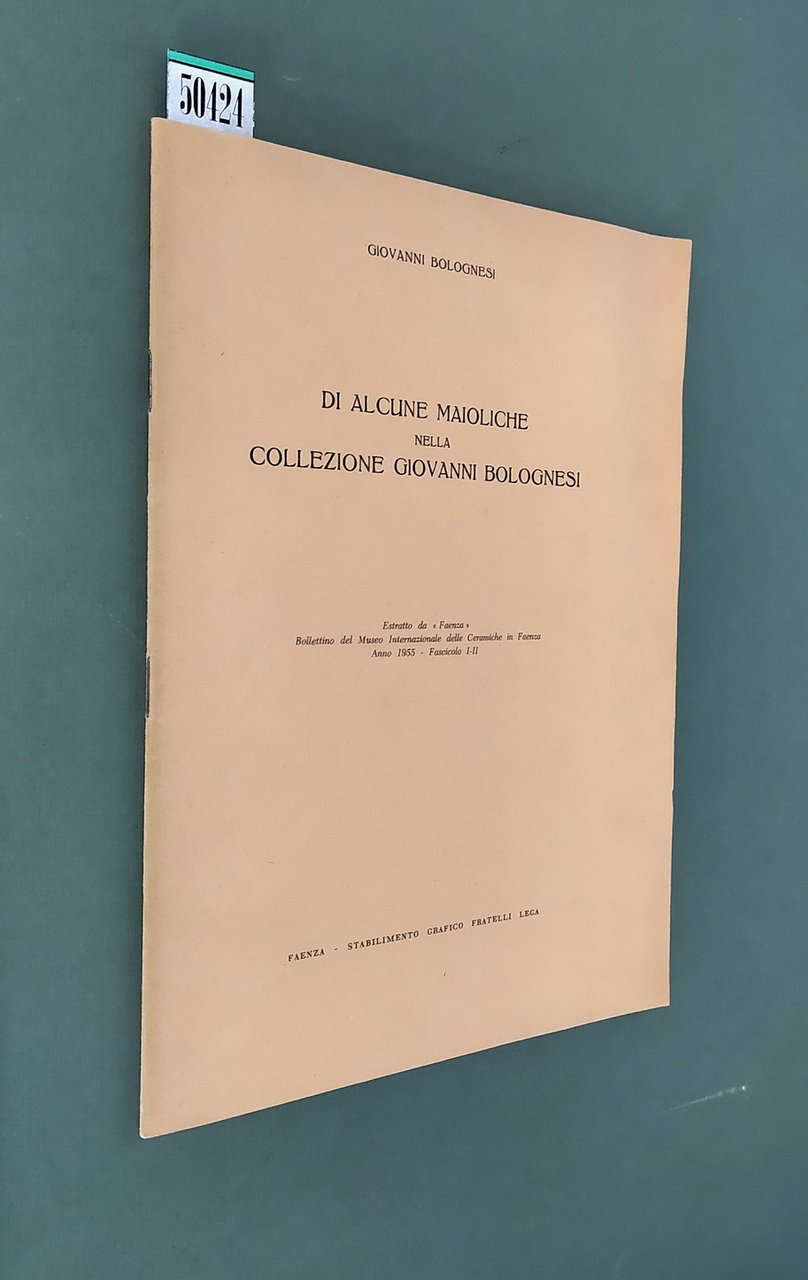 50424
GIOVANNI BOLOGNESI
DI ALCUNE MAIOLICHE
NELLA
COLLEZIONE GIOVANNI BOLOGNESI
Estratto da « Faenza »
Bollettino del Museo Internazionale delle Ceramiche in Faenza
Anno 1955 - Fascicolo I-II
FAENZA - STABILIMENTO GRAFICO FRATELLI LEGA